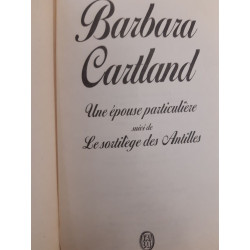 Barbara
Cartland
Une épouse particulière
suivi de
Le sortilège des Antilles